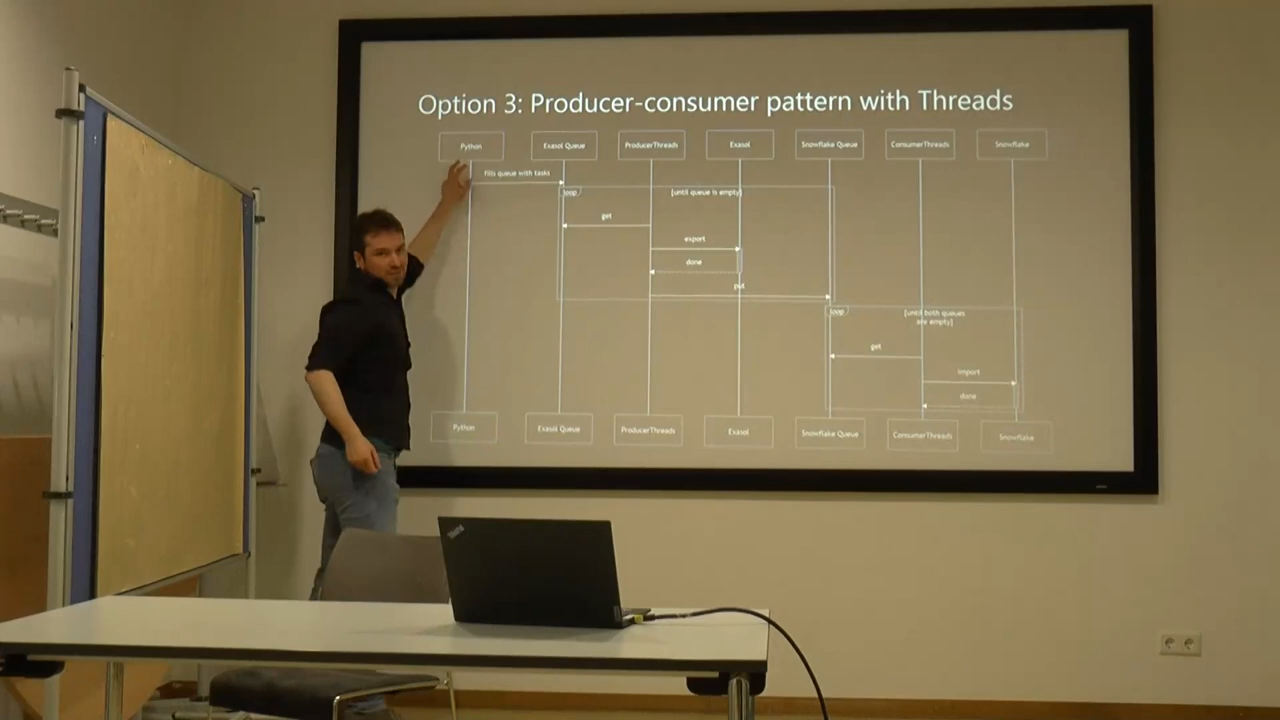 Option 3: Producer-consumer pattern with Threads
Python
Exasol Queue
ProducerThreads
Exasol
Snowflake Queue
ConsumerThreads
Snowflake
fills queue with tasks
loop
[until queue is empty]
get
export
done
put
loop
[until both queues
are empty]
get
import
done
Python
Exasol Queue
ProducerThreads
Exasol
Snowflake Queue
ConsumerThreads
Snowflake
ThinkPad